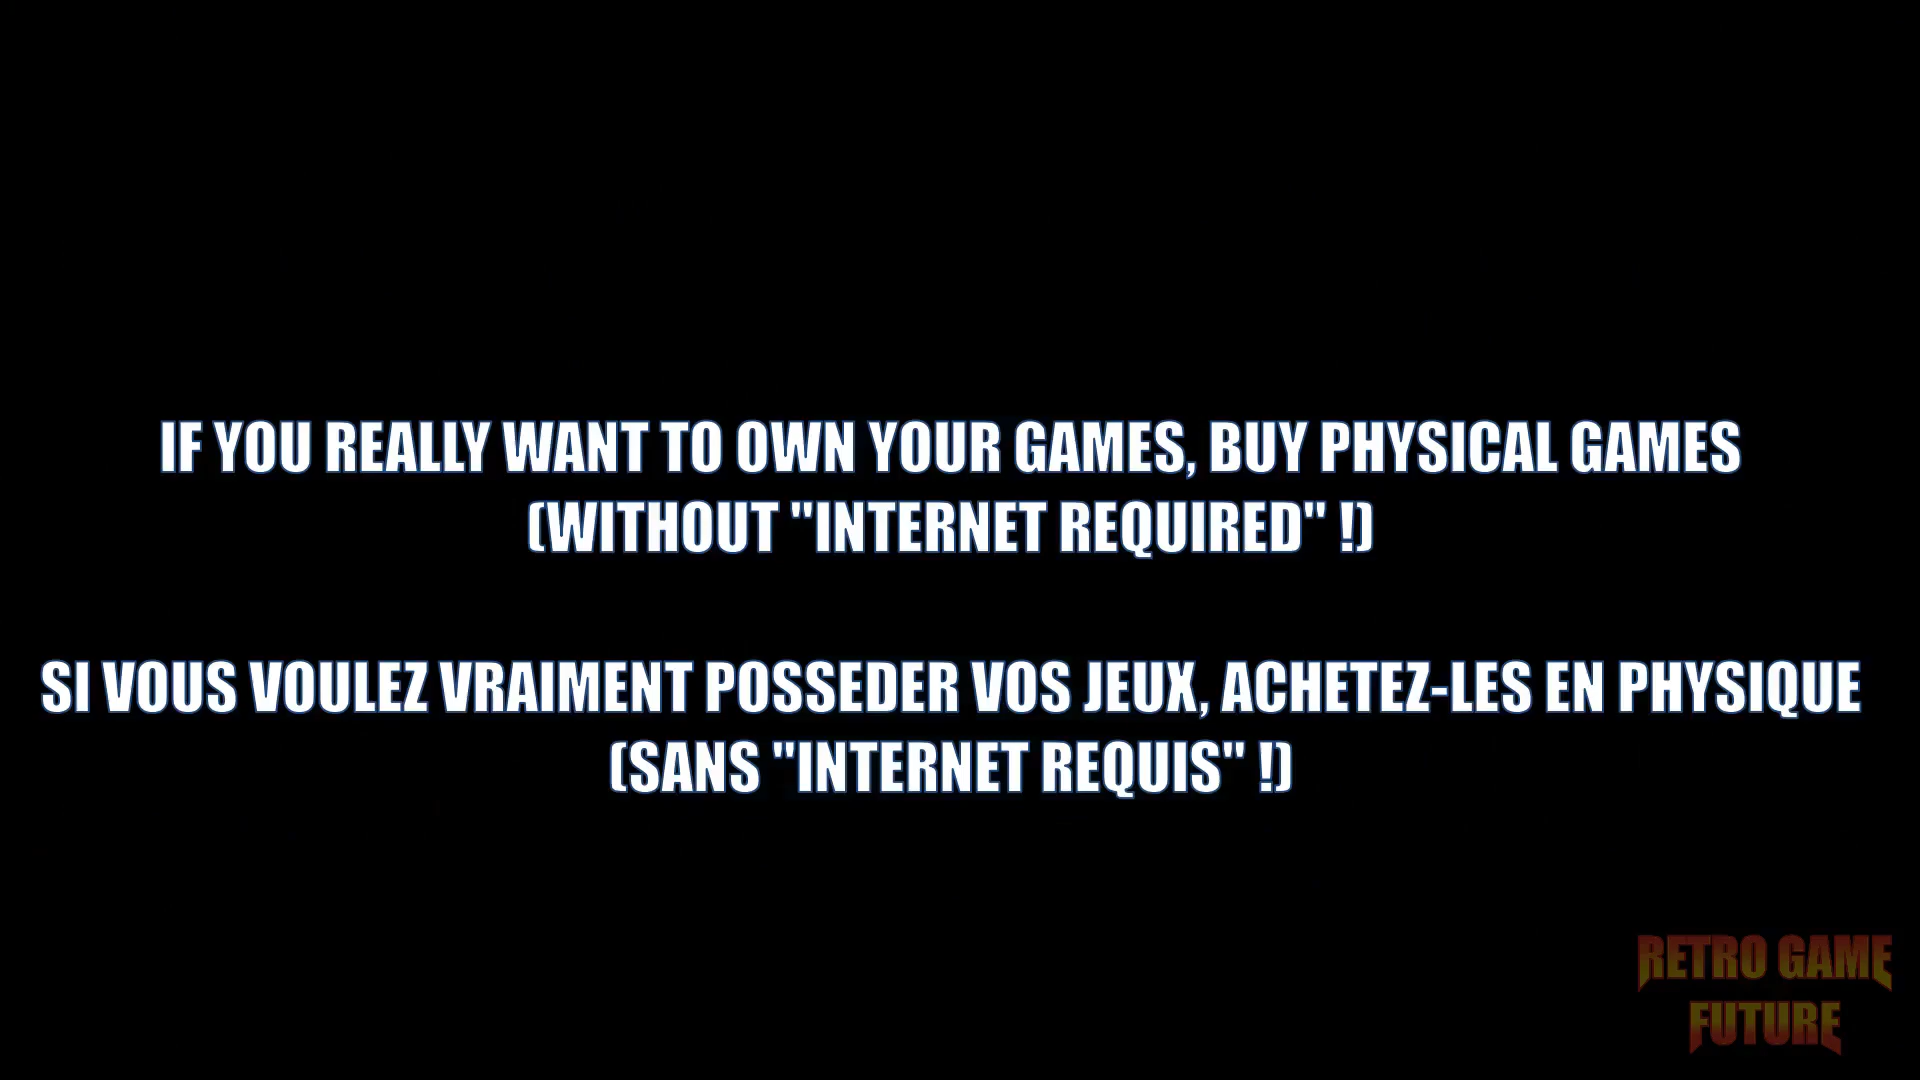 IF YOU REALLY WANT TO OWN YOUR GAMES, BUY PHYSICAL GAMES
(WITHOUT "INTERNET REQUIRED" !)
SI VOUS VOULEZ VRAIMENT POSSEDER VOS JEUX, ACHETEZ-LES EN PHYSIQUE
(SANS "INTERNET REQUIS" !)
RETRO GAME
FUTURE